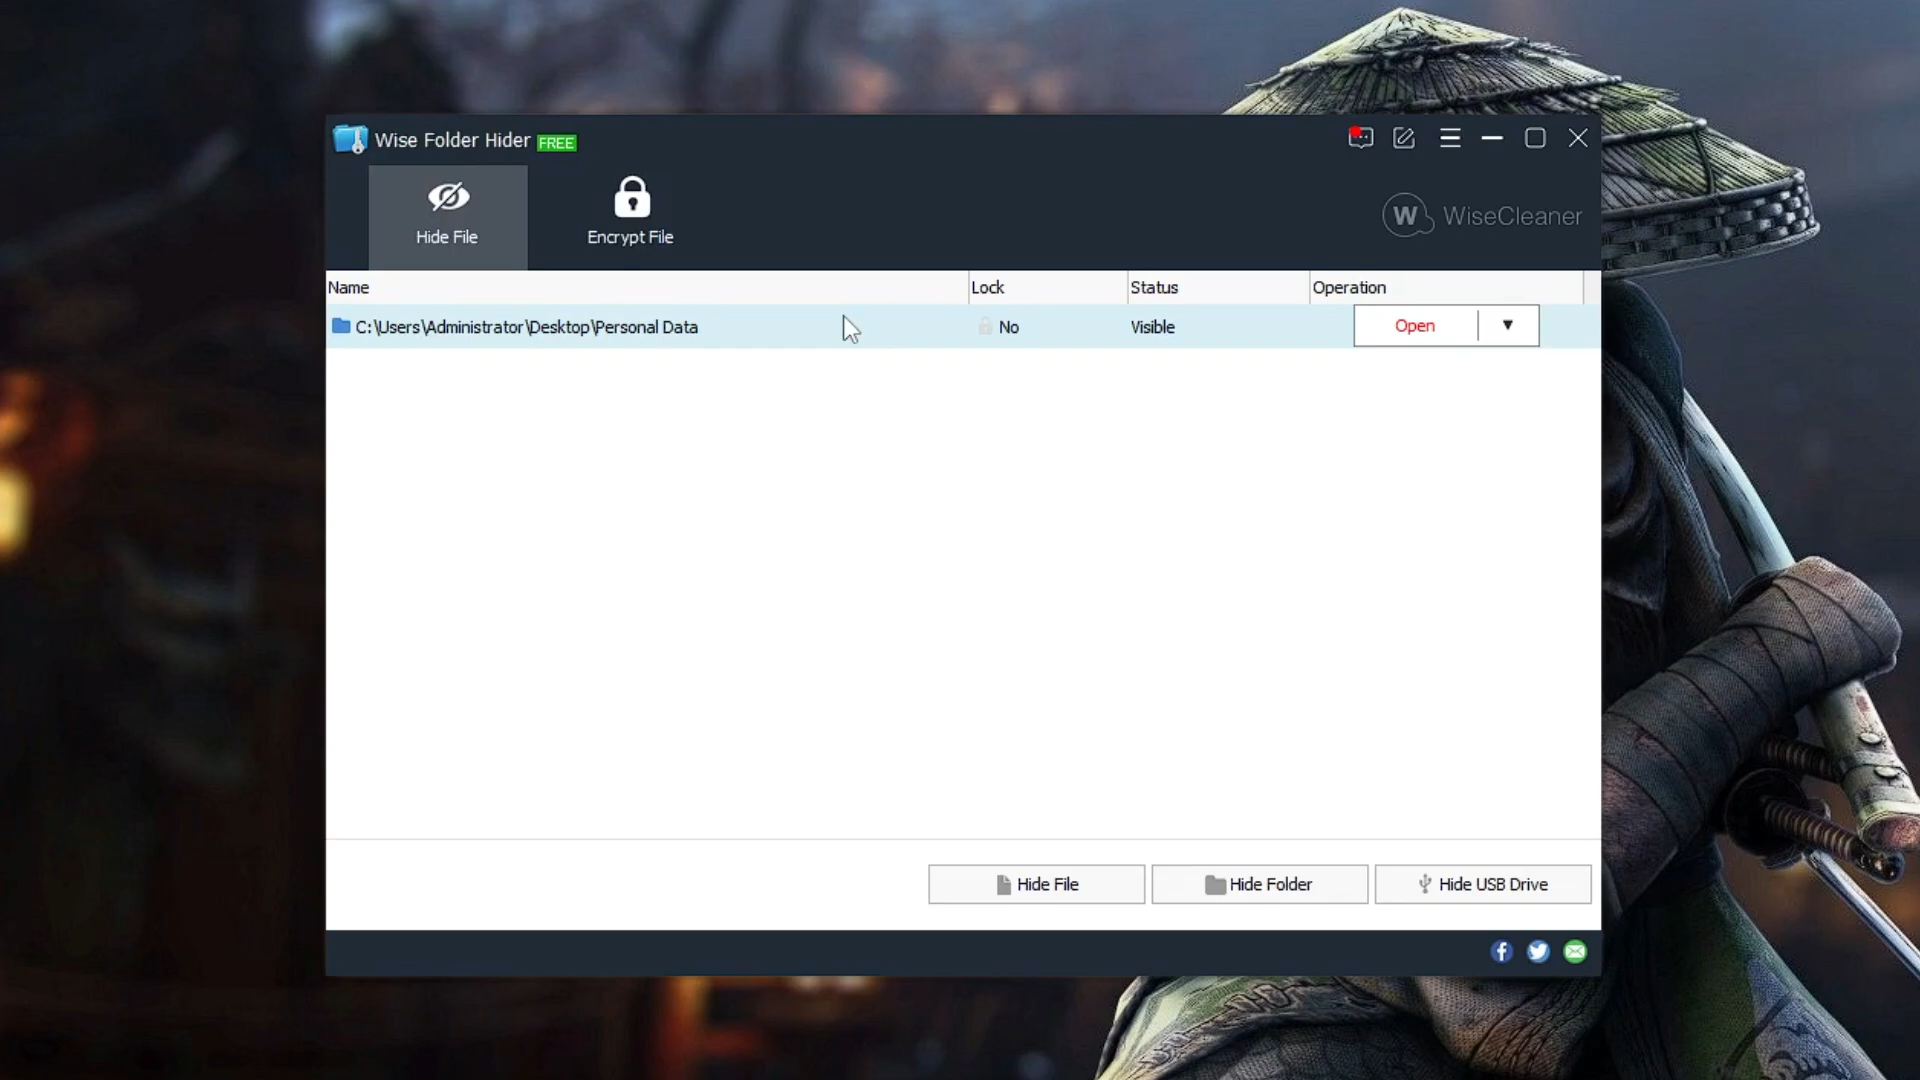 Wise Folder Hider FREE
Hide File
Encrypt File
W WiseCleaner
Name Lock Status Operation
C:\Users\Administrator\Desktop\Personal Data No Visible Open
Hide File Hide Folder Hide USB Drive